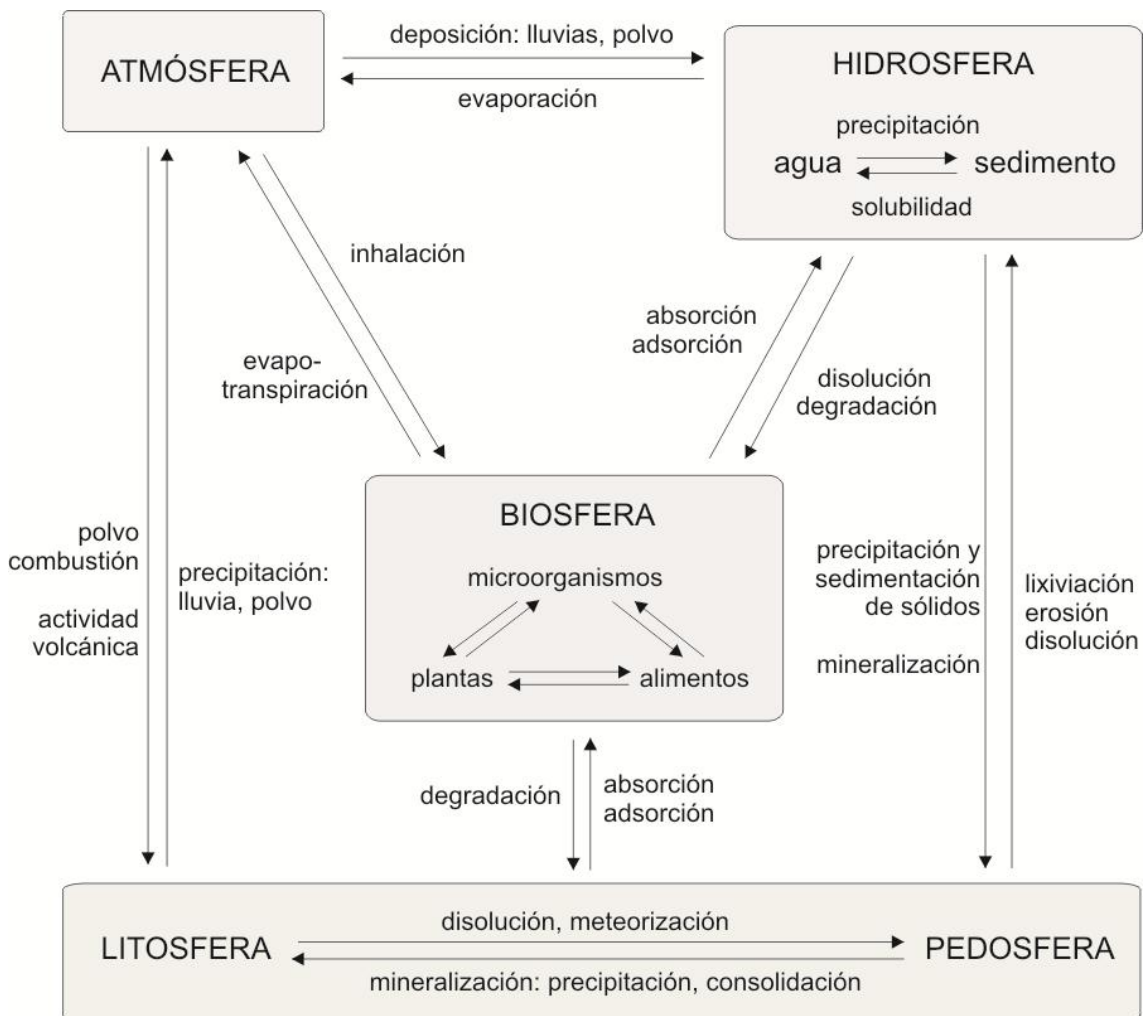 deposición: lluvias, polvo
ATMÓSFERA
evaporación
HIDROSFERA
precipitación
agua
sedimento
solubilidad
inhalación
evapo-
transpiración
absorción
adsorción
disolución
degradación
BIOSFERA
microorganismos
plantas
alimentos
polvo
combustión
actividad
volcánica
precipitación:
lluvia, polvo
precipitación y
sedimentación
de sólidos
mineralización
lixiviación
erosión
disolución
degradación
absorción
adsorción
disolución, meteorización
LITOSFERA
PEDOSFERA
mineralización: precipitación, consolidación